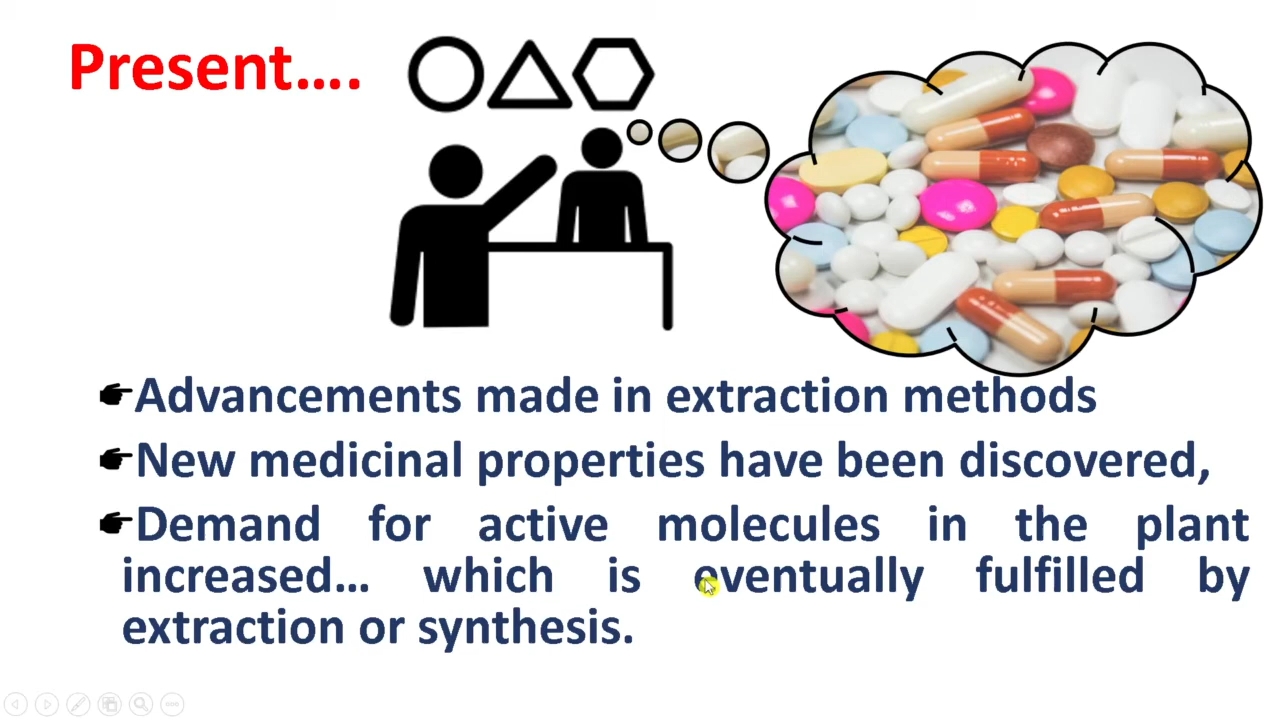 Present....
Advancements made in extraction methods
New medicinal properties have been discovered,
Demand for active molecules in the plant
increased... which is eventually fulfilled by
extraction or synthesis.